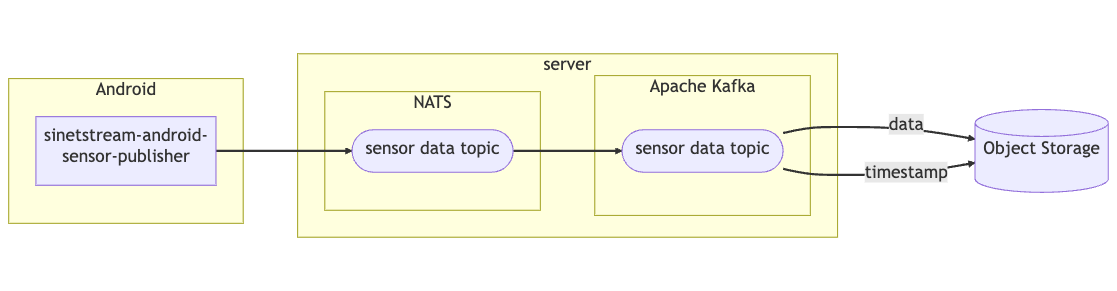 server
Android
Apache Kafka
NATS
sinetstream-android-
sensor-publisher
sensor data topic
sensor data topic
data
timestamp
Object Storage